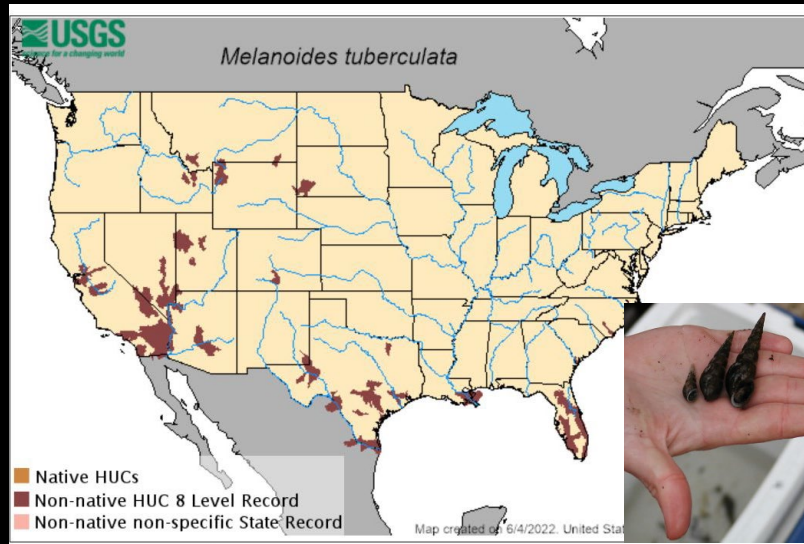 USGS
science for a changing world
Melanoides tuberculata
Native HUCs
Non-native HUC 8 Level Record
Non-native non-specific State Record
Map created on 6/4/2022. United Stat